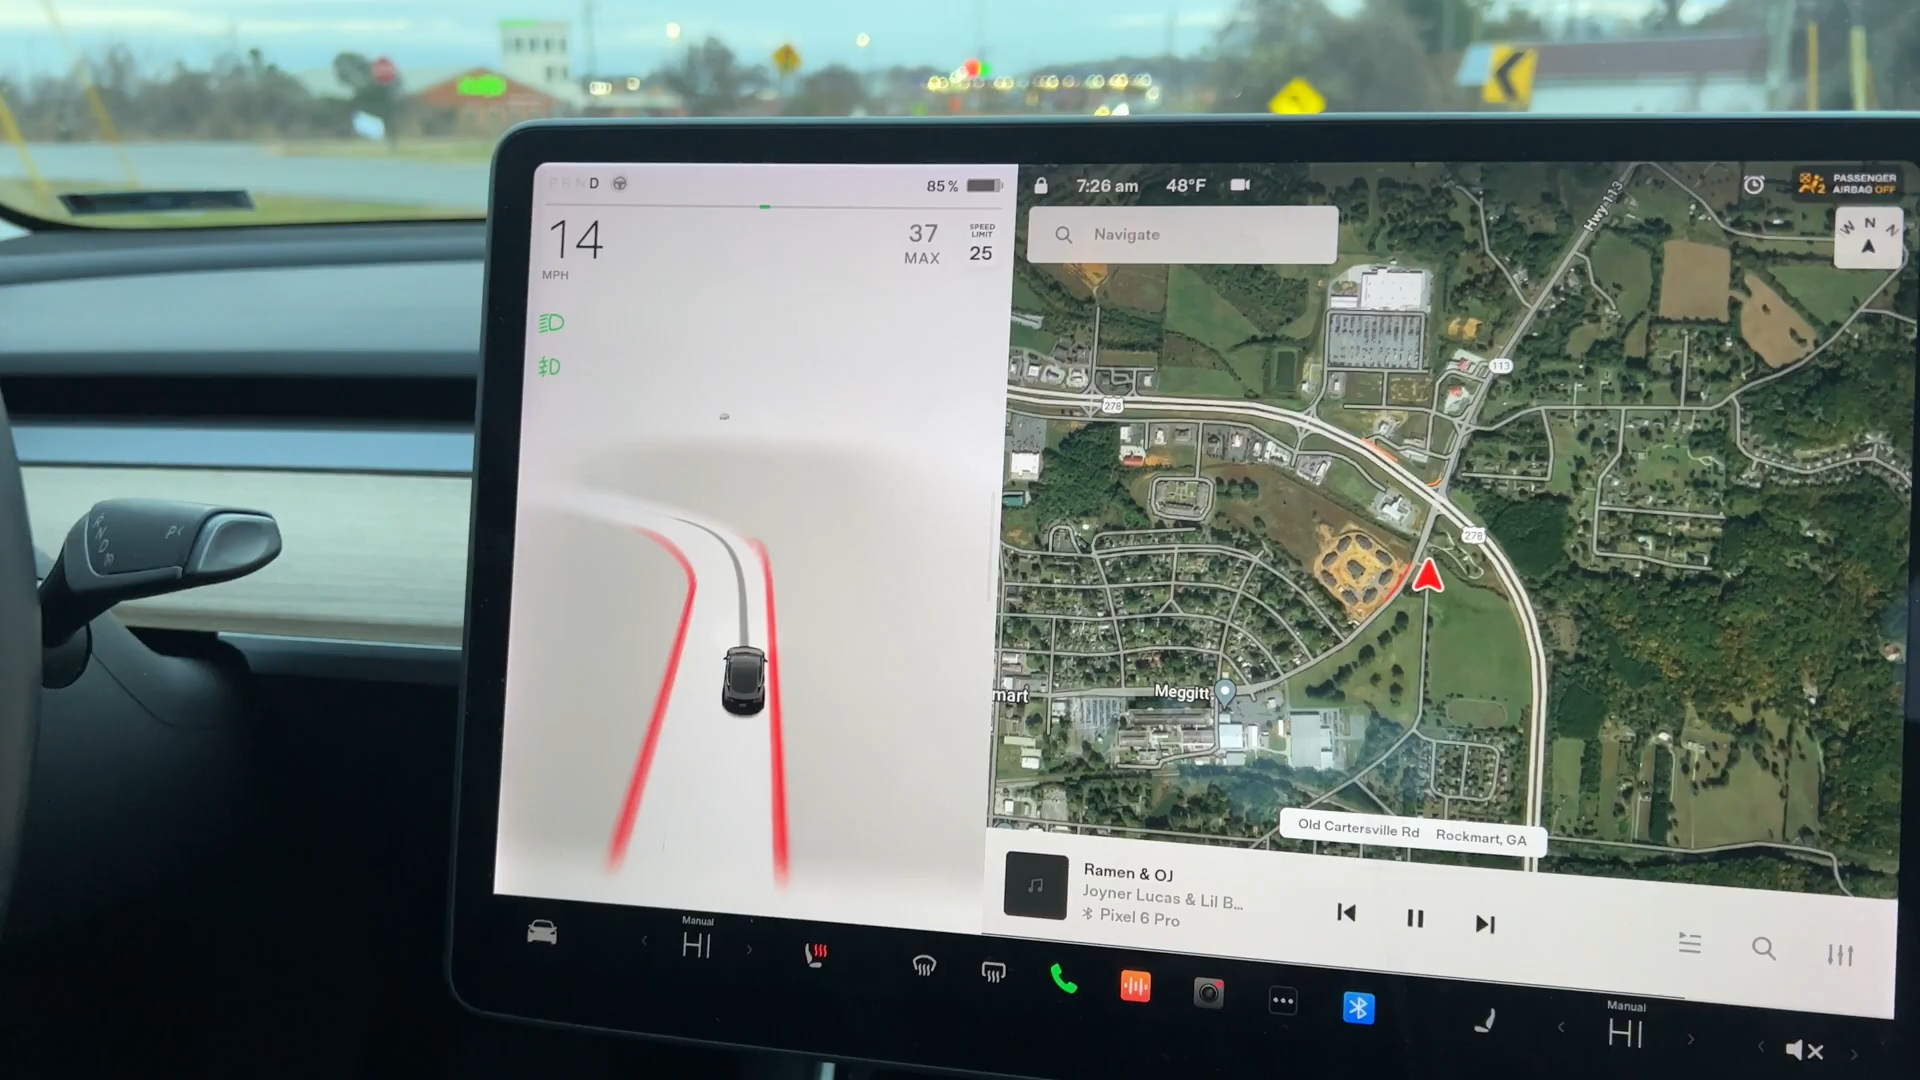 PRND
85%
14
MPH
37
MAX
SPEED
LIMIT
25
7:26 am
48°F
PASSENGER
AIRBAG OFF
Navigate
W N
Hwy 113
113
278
278
Meggitt
mart
Old Cartersville Rd Rockmart, GA
Ramen & OJ
Joyner Lucas & Lil B...
Pixel 6 Pro
Manual
HI
Manual
HI
R
N
D
P